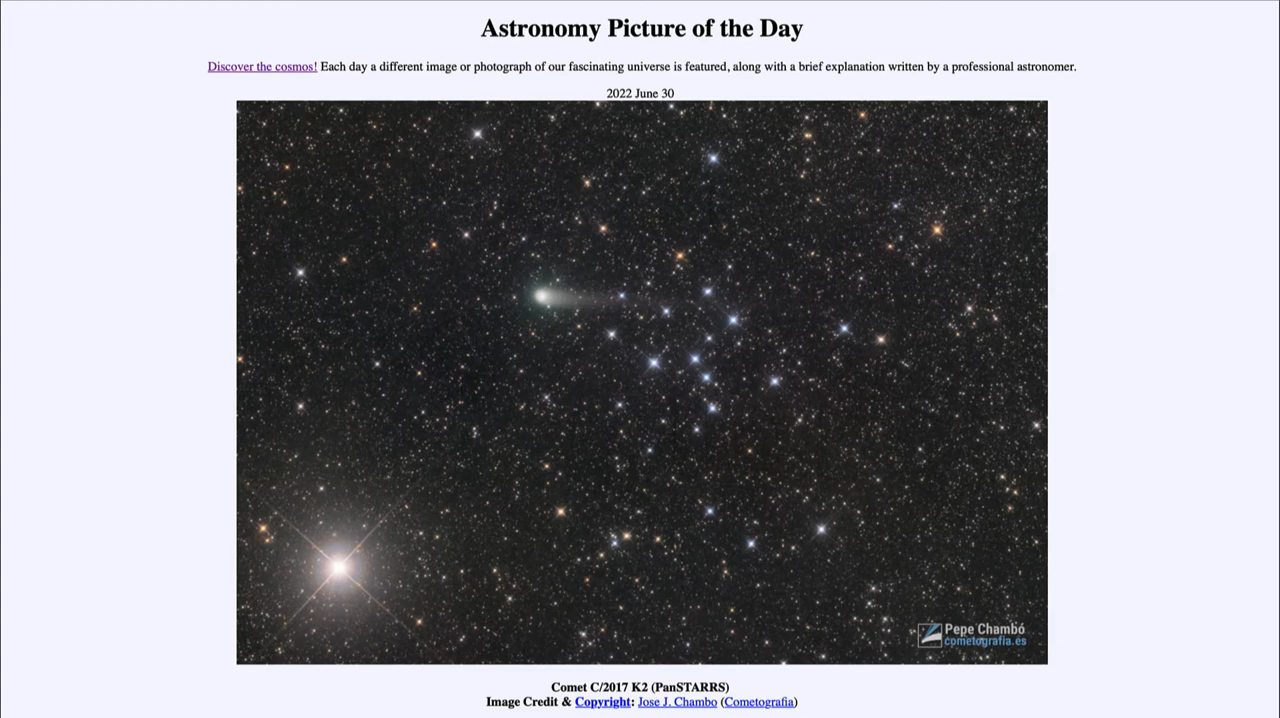 Astronomy Picture of the Day
Discover the cosmos! Each day a different image or photograph of our fascinating universe is featured, along with a brief explanation written by a professional astronomer.
2022 June 30
Pepe Chambó
cometografia.es
Comet C/2017 K2 (PanSTARRS)
Image Credit & Copyright: Jose J. Chambo (Cometografia)